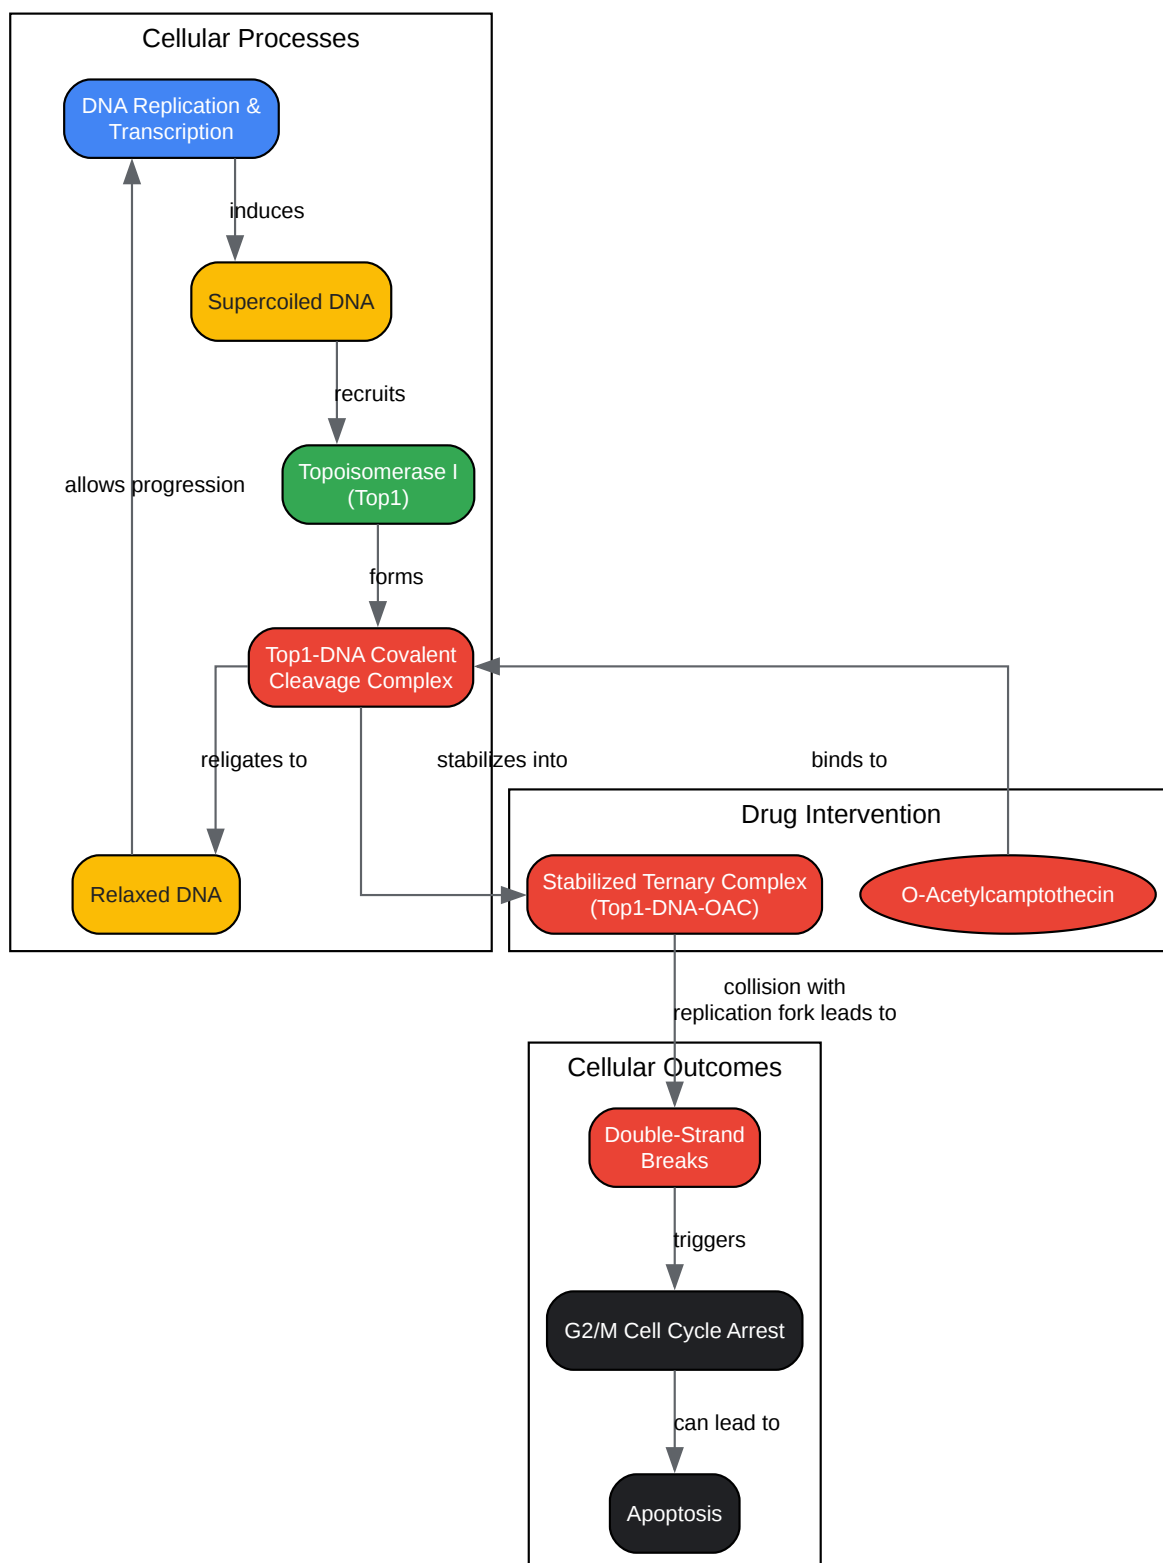 Cellular Processes
DNA Replication &
Transcription
induces
Supercoiled DNA
recruits
Topoisomerase I
(Top1)
allows progression
forms
Top1-DNA Covalent
Cleavage Complex
religates to
stabilizes into
binds to
Drug Intervention
Relaxed DNA
Stabilized Ternary Complex
(Top1-DNA-OAC)
O-Acetylcamptothecin
collision with
replication fork leads to
Cellular Outcomes
Double-Strand
Breaks
triggers
G2/M Cell Cycle Arrest
can lead to
Apoptosis